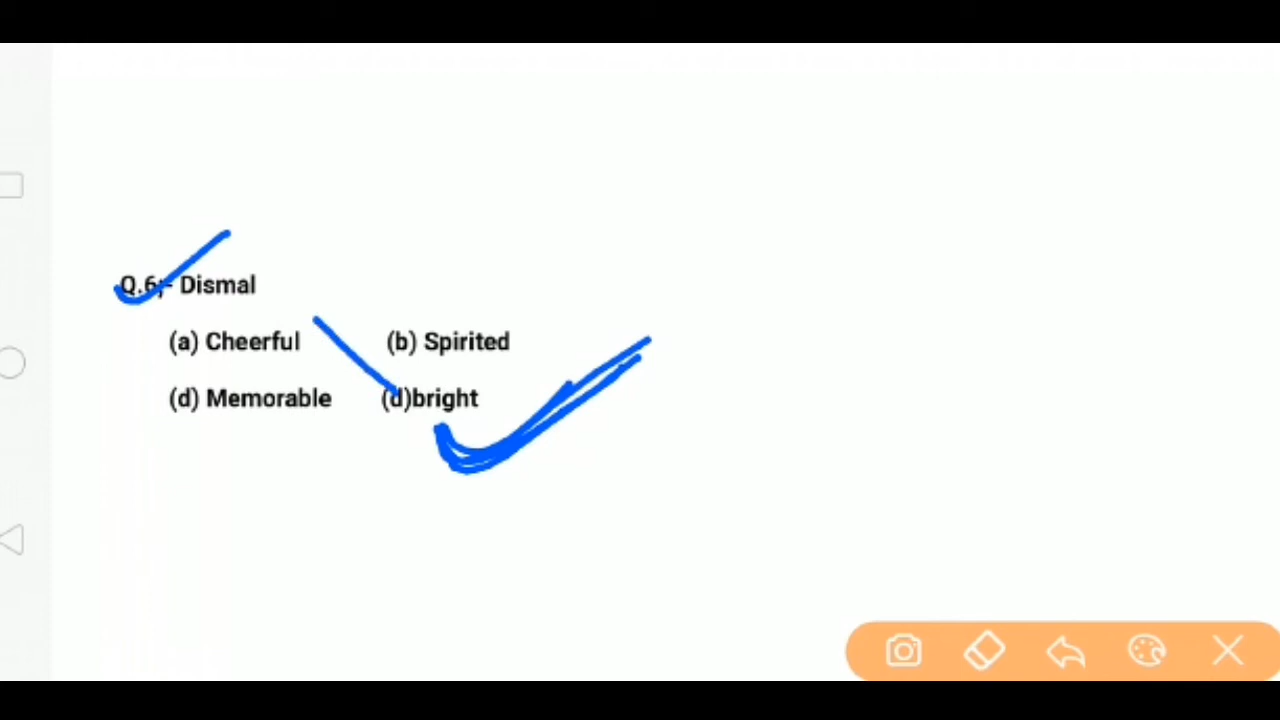 Q.6;- Dismal
(a) Cheerful (b) Spirited
(d) Memorable (d)bright